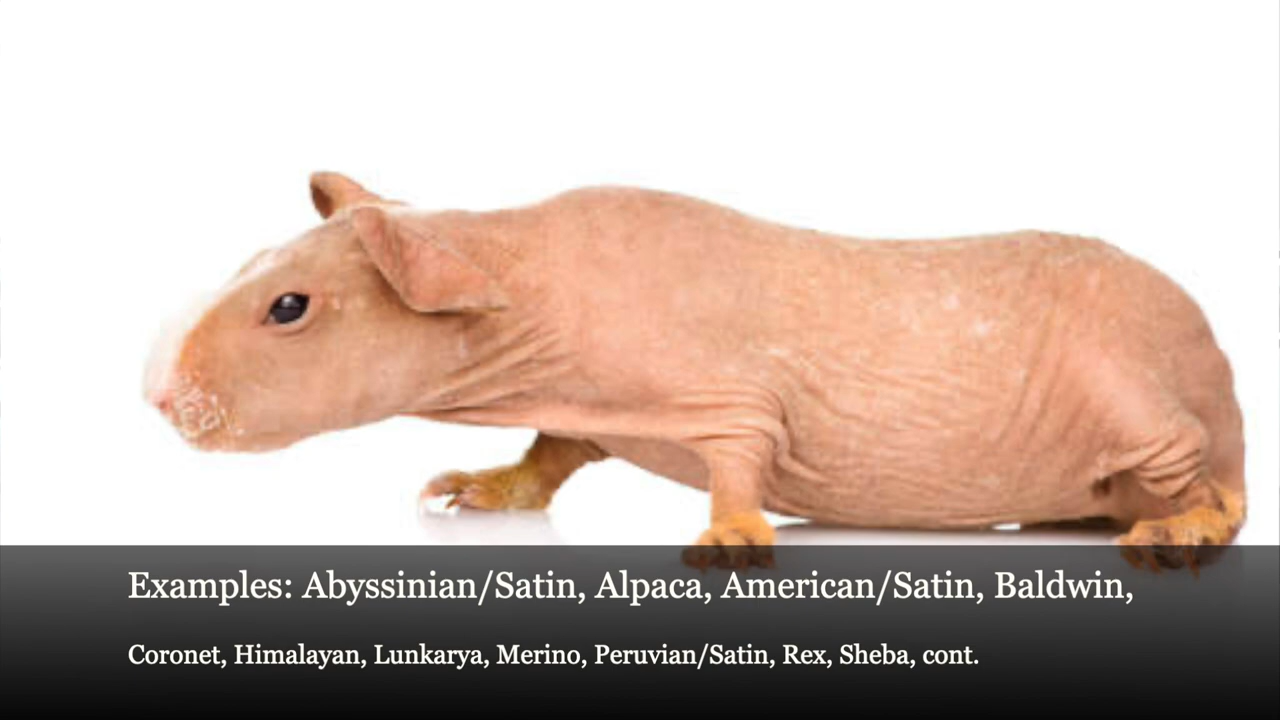 Examples: Abyssinian/Satin, Alpaca, American/Satin, Baldwin,
Coronet, Himalayan, Lunkarya, Merino, Peruvian/Satin, Rex, Sheba, cont.